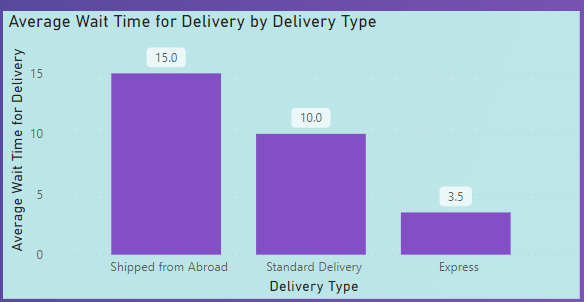 Average Wait Time for Delivery by Delivery Type
Average Wait Time for Delivery
15
10
5
0
15.0
10.0
3.5
Shipped from Abroad
Standard Delivery
Express
Delivery Type